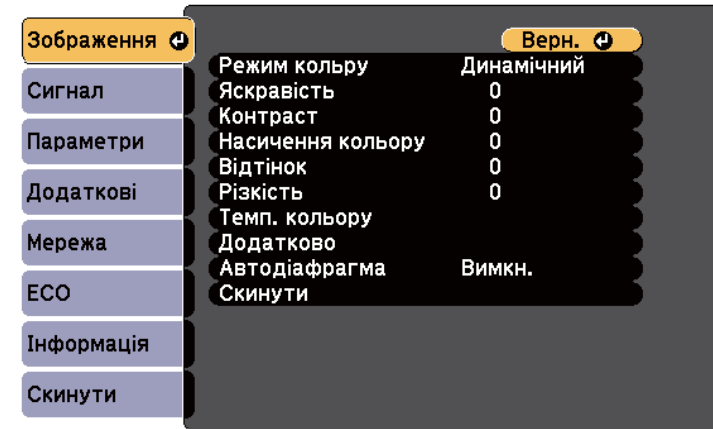 Зображення
Сигнал
Параметри
Додаткові
Мережа
ECO
Інформація
Скинути
Верн.
Режим кольру Динамічний
Яскравість 0
Контраст 0
Насичення кольору 0
Відтінок 0
Різкість 0
Темп. кольору
Додатково
Автодіафрагма Вимкн.
Скинути